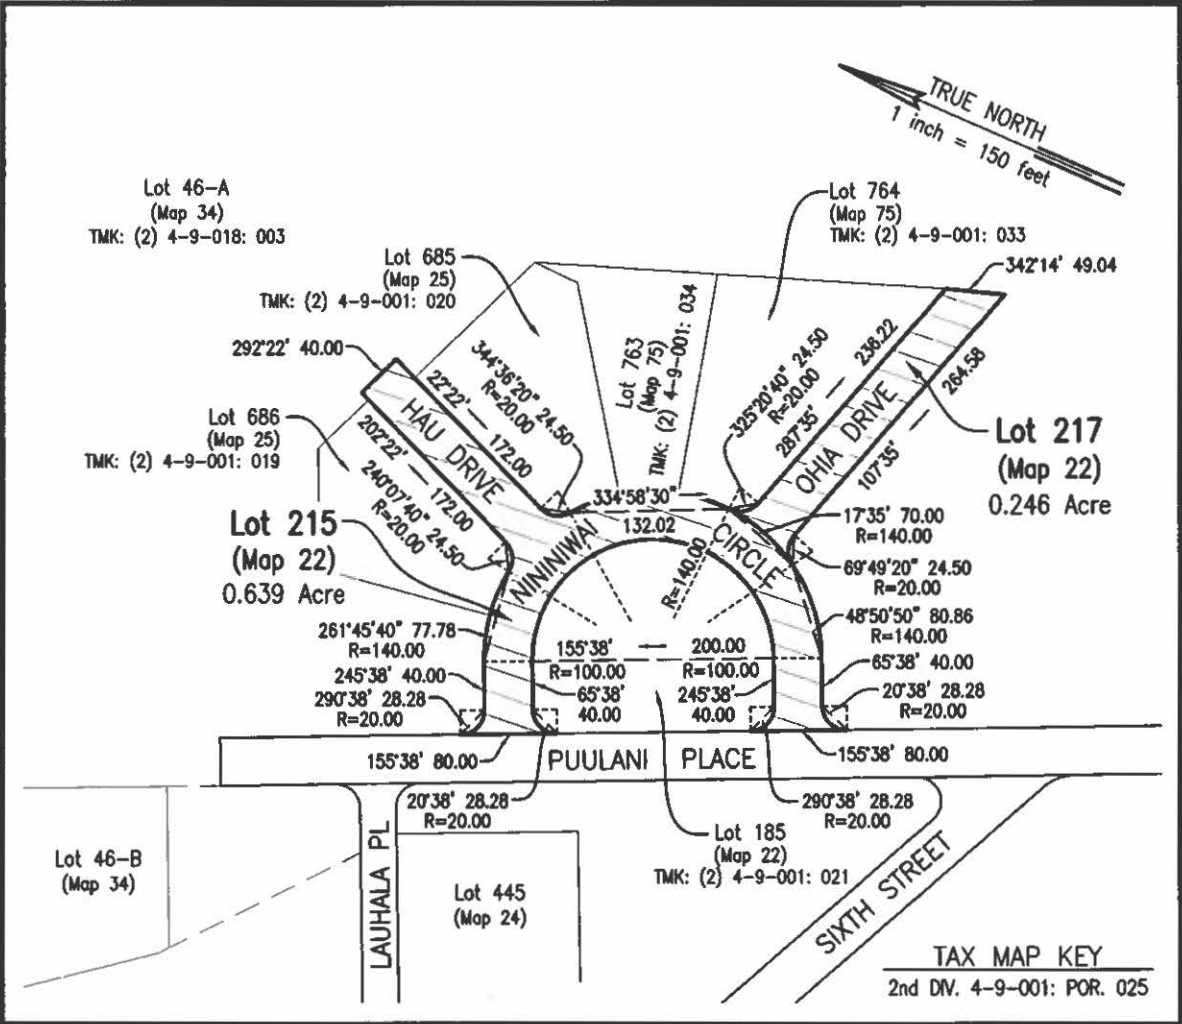 TRUE NORTH
1 inch = 150 feet
Lot 46-A
(Map 34)
TMK: (2) 4-9-018: 003
Lot 764
(Map 75)
TMK: (2) 4-9-001: 033
Lot 685
(Map 25)
TMK: (2) 4-9-001: 020
342°14' 49.04
292°22' 40.00
344°36'20" 24.50
R=20.00
Lot 763
(Map 75)
TMK: (2) 4-9-001: 034
325°20'40" 24.50
R=20.00
236.22
287°35'
OHIA DRIVE
264.58
107°35'
22°22'
172.00
HAU DRIVE
202°22'
172.00
Lot 686
(Map 25)
TMK: (2) 4-9-001: 019
240°07'40" 24.50
R=20.00
Lot 217
(Map 22)
0.246 Acre
Lot 215
(Map 22)
0.639 Acre
334°58'30"
132.02
NININIWAI
CIRCLE
R=140.00
17°35' 70.00
R=140.00
69°49'20" 24.50
R=20.00
48°50'50" 80.86
R=140.00
261°45'40" 77.78
R=140.00
155°38'
200.00
R=100.00
R=100.00
65°38' 40.00
245°38' 40.00
65°38'
40.00
245°38'
40.00
290°38' 28.28
R=20.00
20°38' 28.28
R=20.00
155°38' 80.00
PUULANI PLACE
155°38' 80.00
20°38' 28.28
R=20.00
290°38' 28.28
R=20.00
Lot 185
(Map 22)
TMK: (2) 4-9-001: 021
Lot 46-B
(Map 34)
LAUHALA PL
Lot 445
(Map 24)
SIXTH STREET
TAX MAP KEY
2nd DIV. 4-9-001: POR. 025